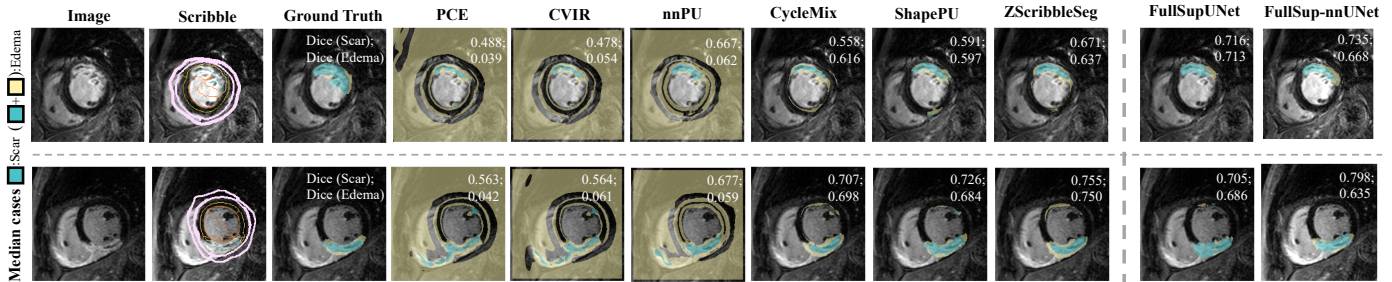 Image Scribble Ground Truth PCE CVIR nnPU CycleMix ShapePU ZScribbleSeg FullSupUNet FullSup-nnUNet
Median cases :Scar ( + ):Edema
Dice (Scar); 0.488; 0.478; 0.667; 0.558; 0.591; 0.671; 0.716; 0.735;
Dice (Edema) 0.039 0.054 0.062 0.616 0.597 0.637 0.713 0.668
Dice (Scar); 0.563; 0.564; 0.677; 0.707; 0.726; 0.755; 0.705; 0.798;
Dice (Edema) 0.042 0.061 0.059 0.698 0.684 0.750 0.686 0.635